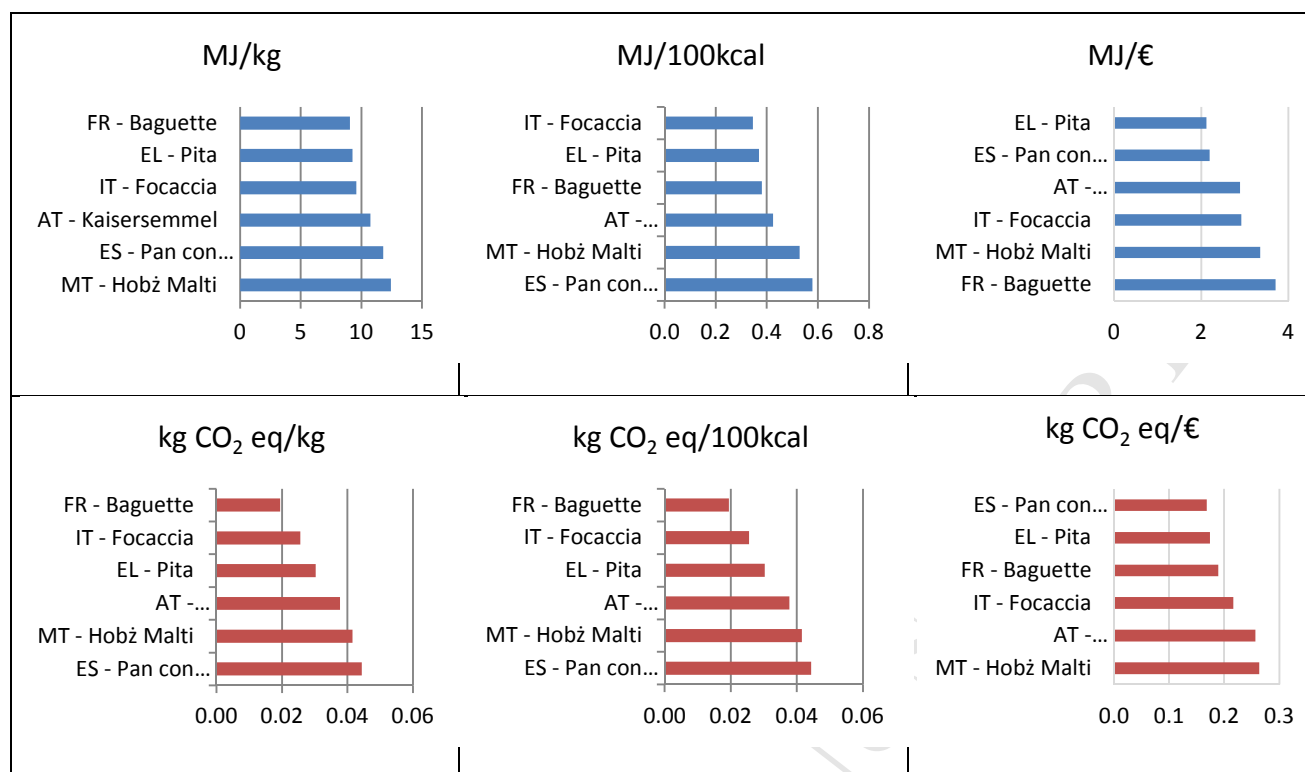 MJ/kg
FR - Baguette
EL - Pita
IT - Focaccia
AT - Kaisersemmel
ES - Pan con...
MT - Hobż Malti
0 5 10 15
MJ/100kcal
IT - Focaccia
EL - Pita
FR - Baguette
AT -...
MT - Hobż Malti
ES - Pan con...
0.0 0.2 0.4 0.6 0.8
MJ/€
EL - Pita
ES - Pan con...
AT -...
IT - Focaccia
MT - Hobż Malti
FR - Baguette
0 2 4
kg CO₂ eq/kg
FR - Baguette
IT - Focaccia
EL - Pita
AT -...
MT - Hobż Malti
ES - Pan con...
0.00 0.02 0.04 0.06
kg CO₂ eq/100kcal
FR - Baguette
IT - Focaccia
EL - Pita
AT -...
MT - Hobż Malti
ES - Pan con...
0.00 0.02 0.04 0.06
kg CO₂ eq/€
ES - Pan con...
EL - Pita
FR - Baguette
IT - Focaccia
AT -...
MT - Hobż Malti
0.0 0.1 0.2 0.3